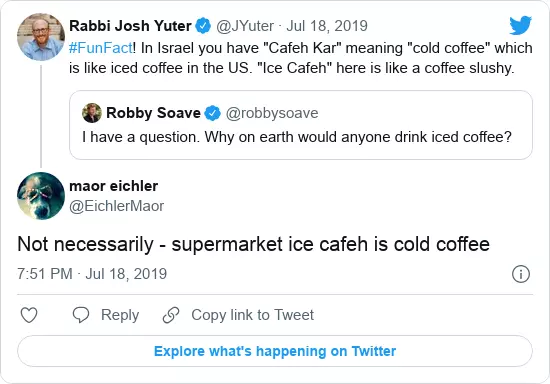 Rabbi Josh Yuter @JYuter · Jul 18, 2019
#FunFact! In Israel you have "Cafeh Kar" meaning "cold coffee" which
is like iced coffee in the US. "Ice Cafeh" here is like a coffee slushy.
Robby Soave @robbysoave
I have a question. Why on earth would anyone drink iced coffee?
maor eichler
@EichlerMaor
Not necessarily - supermarket ice cafeh is cold coffee
7:51 PM · Jul 18, 2019
Reply Copy link to Tweet
Explore what's happening on Twitter